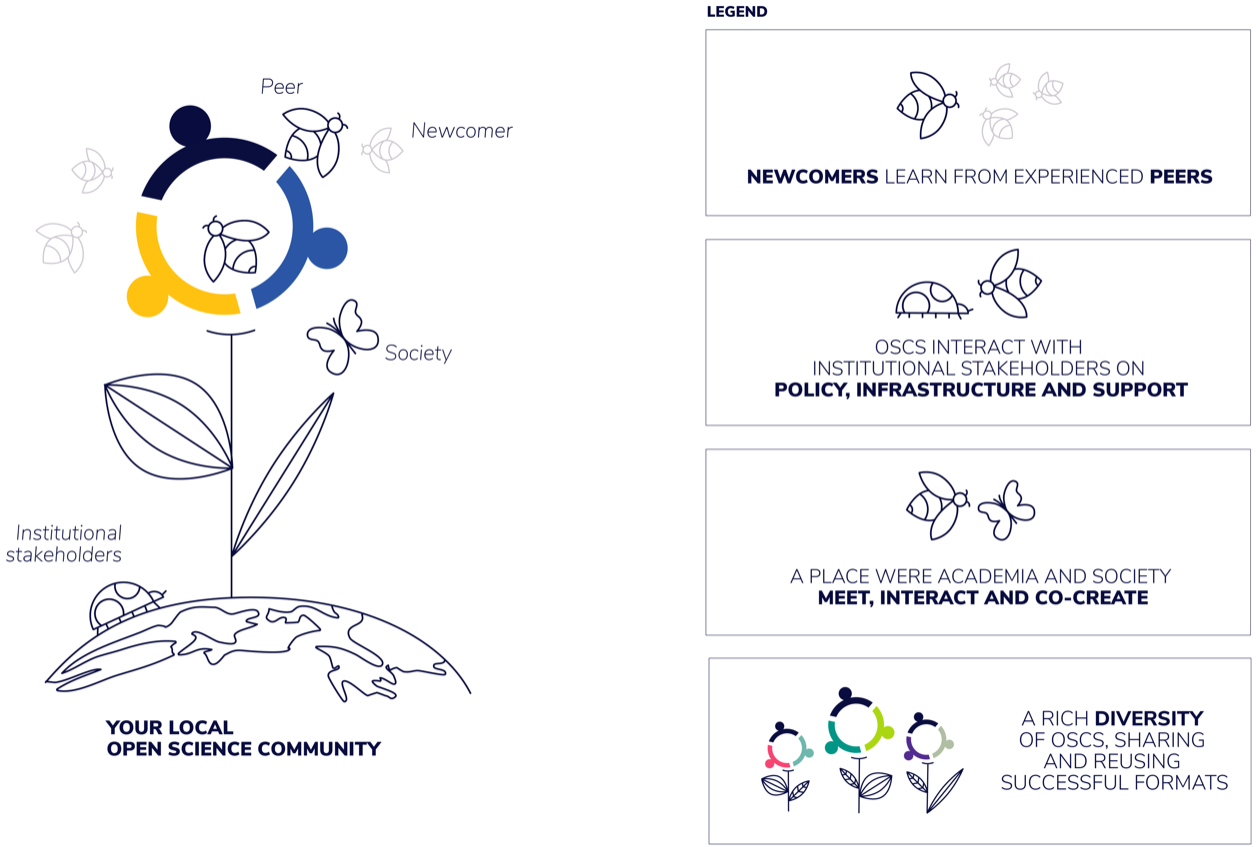 Peer
Newcomer
Society
Institutional
stakeholders
YOUR LOCAL
OPEN SCIENCE COMMUNITY
LEGEND
NEWCOMERS LEARN FROM EXPERIENCED PEERS
OSCS INTERACT WITH
INSTITUTIONAL STAKEHOLDERS ON
POLICY, INFRASTRUCTURE AND SUPPORT
A PLACE WERE ACADEMIA AND SOCIETY
MEET, INTERACT AND CO-CREATE
A RICH DIVERSITY
OF OSCS, SHARING
AND REUSING
SUCCESSFUL FORMATS